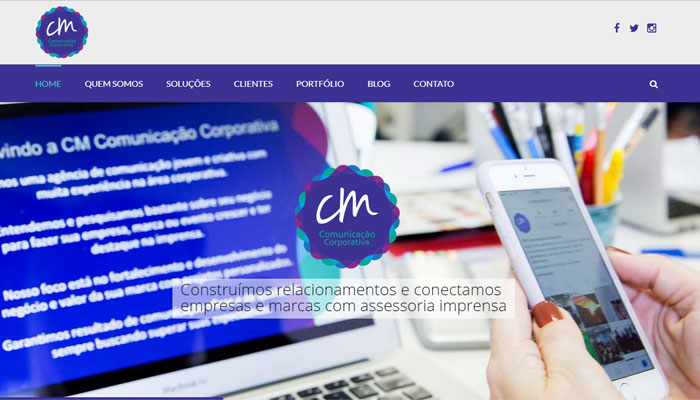 cm
Comunicação
Corporativa
HOME QUEM SOMOS SOLUÇÕES CLIENTES PORTFÓLIO BLOG CONTATO
vindo a CM Comunicação Corporativa
mos uma agência de comunicação jovem e criativa com
muita experiência na área corporativa.
Entendemos e pesquisamos bastante sobre seu negócio
para fazer sua empresa, marca ou evento crescer e ter
destaque na imprensa.
Nosso foco está no fortalecimento e desenvolvimento do
negócio e valor da sua marca com
personalizados.
Garantimos resultado de comunicação
sempre buscando superar suas
MacBook Air
cm
Comunicação
Corporativa
Construímos relacionamentos e conectamos
empresas e marcas com assessoria imprensa